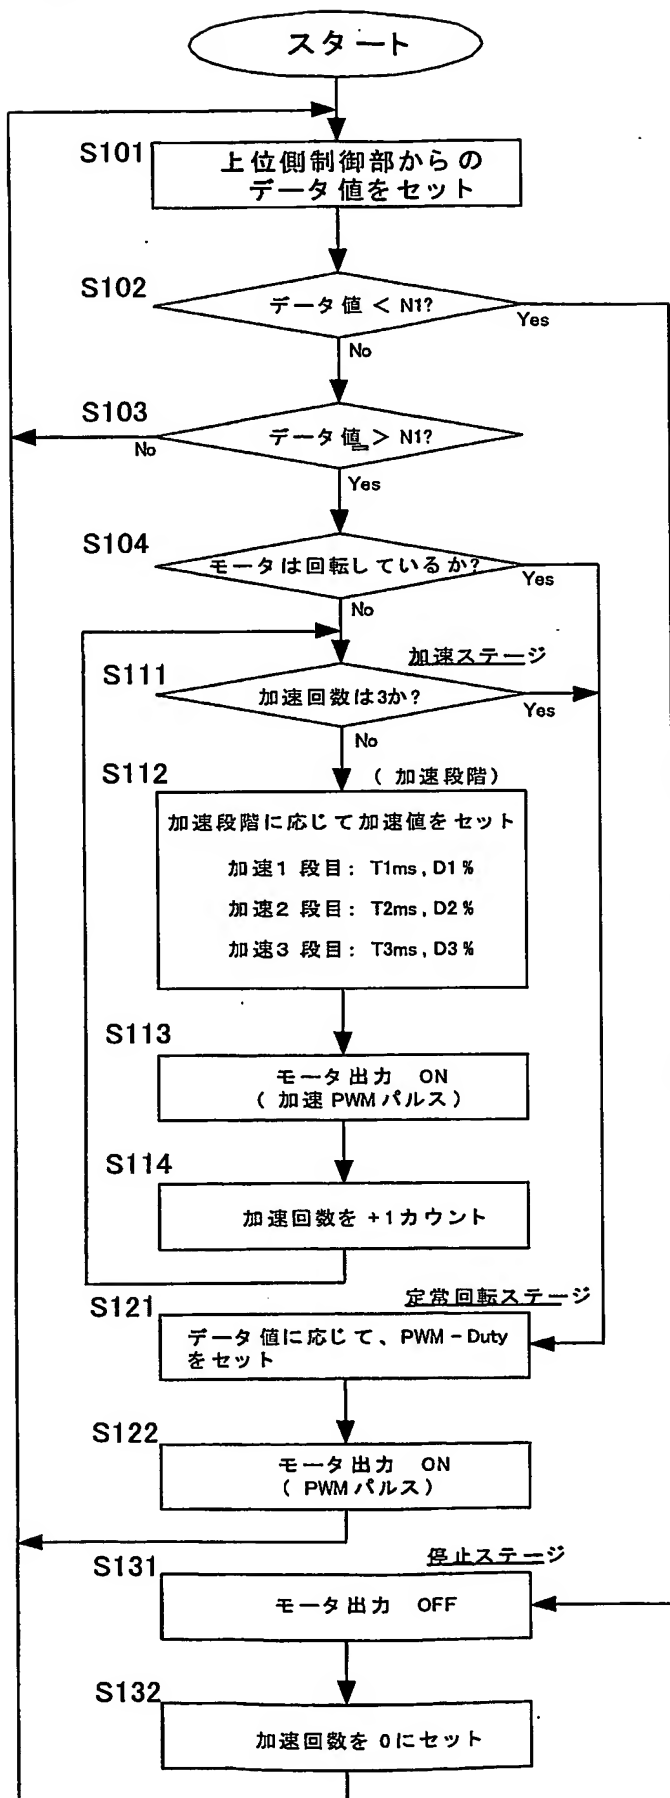 スタート
S101
上位側制御部からの
データ値をセット
S102
データ値 < N1?
Yes
No
S103
データ値 > N1?
No
Yes
S104
モータは回転しているか?
Yes
No
加速ステージ
S111
加速回数は3か?
Yes
No
S112
(加速段階)
加速段階に応じて加速値をセット
加速1段目: T1ms, D1%
加速2段目: T2ms, D2%
加速3段目: T3ms, D3%
S113
モータ出力 ON
(加速PWMパルス)
S114
加速回数を +1カウント
定常回転ステージ
S121
データ値に応じて、PWM-Duty
をセット
S122
モータ出力 ON
(PWMパルス)
停止ステージ
S131
モータ出力 OFF
S132
加速回数を 0にセット